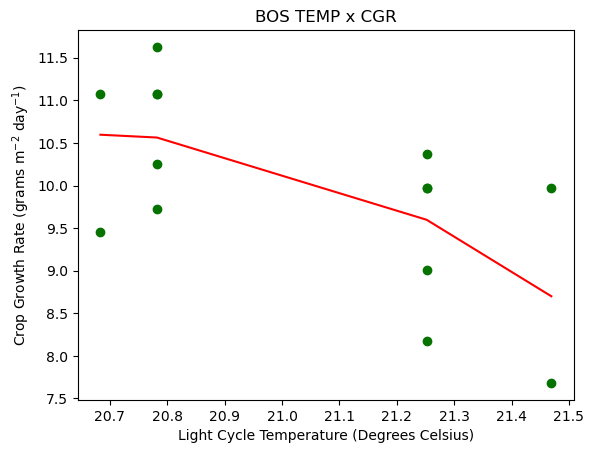 BOS TEMP x CGR
Crop Growth Rate (grams m⁻² day⁻¹)
11.5
11.0
10.5
10.0
9.5
9.0
8.5
8.0
7.5
20.7 20.8 20.9 21.0 21.1 21.2 21.3 21.4 21.5
Light Cycle Temperature (Degrees Celsius)